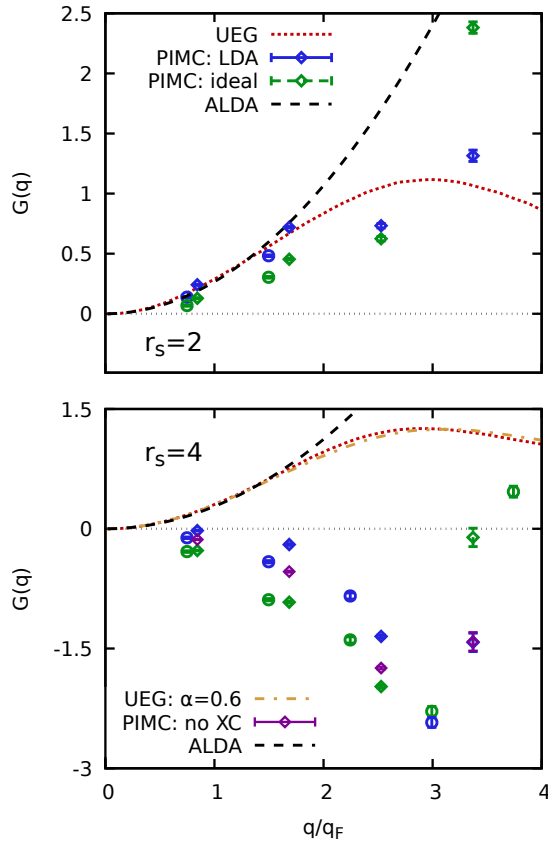 2.5
2
1.5
1
0.5
0
G(q)
UEG
PIMC: LDA
PIMC: ideal
ALDA
r_s=2
1.5
0
-1.5
-3
G(q)
r_s=4
UEG: α=0.6
PIMC: no XC
ALDA
0 1 2 3 4
q/q_F